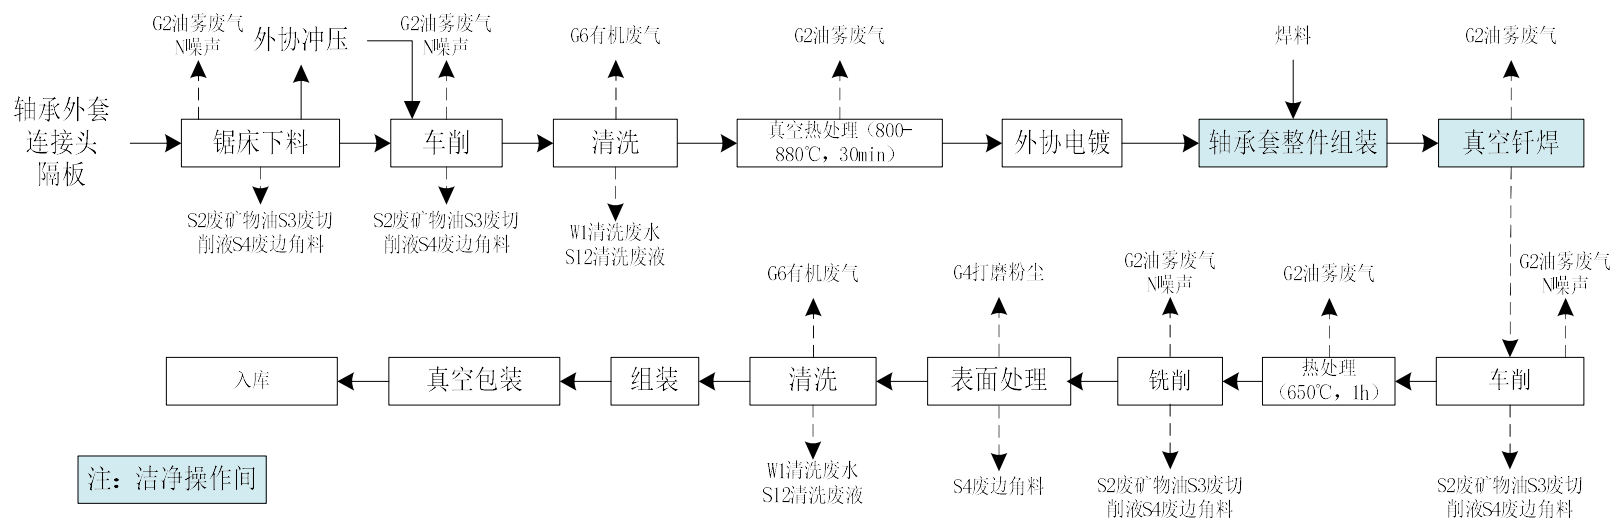 G2油雾废气
N噪声
外协冲压
G2油雾废气
N噪声
G6有机废气
G2油雾废气
焊料
G2油雾废气
轴承外套
连接头
隔板
锯床下料
车削
清洗
真空热处理（800-
880℃，30min）
外协电镀
轴承套整件组装
真空钎焊
S2废矿物油S3废切
削液S4废边角料
S2废矿物油S3废切
削液S4废边角料
W1清洗废水
S12清洗废液
G6有机废气
G4打磨粉尘
G2油雾废气
N噪声
G2油雾废气
G2油雾废气
N噪声
入库
真空包装
组装
清洗
表面处理
铣削
热处理
（650℃，1h）
车削
W1清洗废水
S12清洗废液
S4废边角料
S2废矿物油S3废切
削液S4废边角料
S2废矿物油S3废切
削液S4废边角料
注：洁净操作间